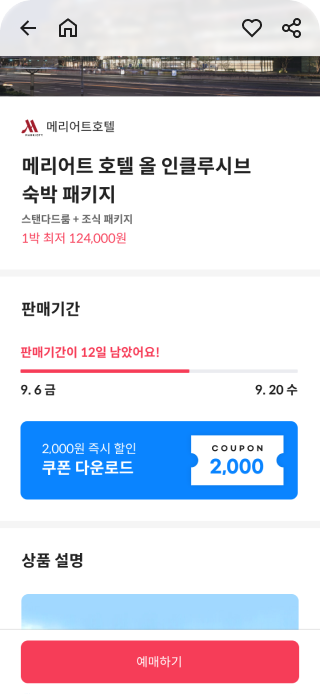 메리어트호텔
메리어트 호텔 올 인클루시브
숙박 패키지
스탠다드룸 + 조식 패키지
1박 최저 124,000원
판매기간
판매기간이 12일 남았어요!
9. 6 금
9. 20 수
2,000원 즉시 할인
쿠폰 다운로드
COUPON
2,000
상품 설명
예매하기